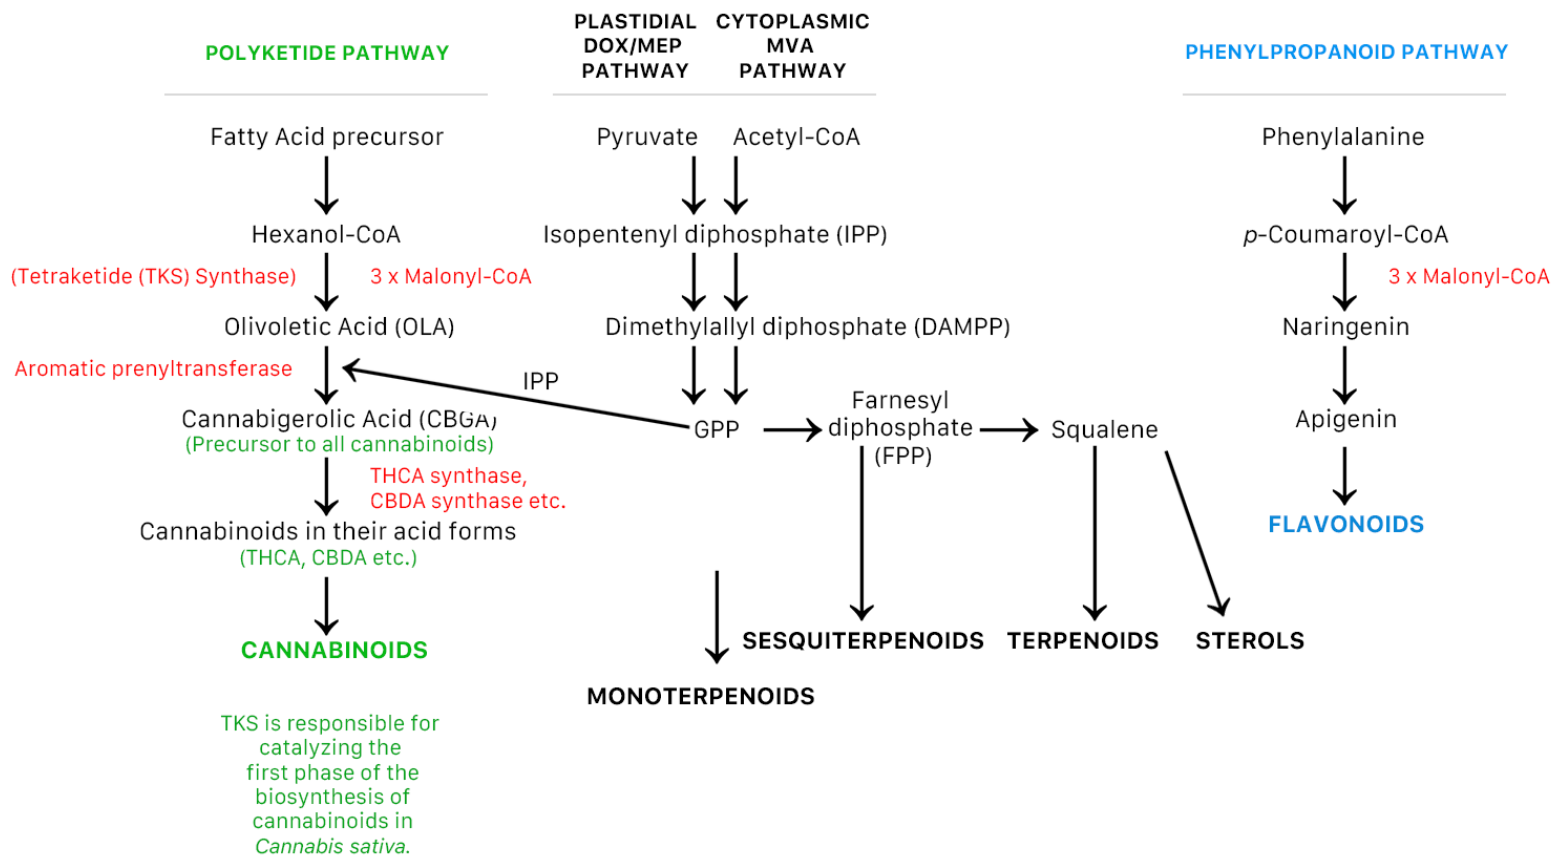 POLYKETIDE PATHWAY
Fatty Acid precursor
Hexanol-CoA
(Tetraketide (TKS) Synthase)
3 x Malonyl-CoA
Olivoletic Acid (OLA)
Aromatic prenyltransferase
Cannabigerolic Acid (CBGA)
(Precursor to all cannabinoids)
THCA synthase,
CBDA synthase etc.
Cannabinoids in their acid forms
(THCA, CBDA etc.)
CANNABINOIDS
TKS is responsible for
catalyzing the
first phase of the
biosynthesis of
cannabinoids in
Cannabis sativa.
PLASTIDIAL
DOX/MEP
PATHWAY
CYTOPLASMIC
MVA
PATHWAY
Pyruvate
Acetyl-CoA
Isopentenyl diphosphate (IPP)
Dimethylallyl diphosphate (DAMPP)
IPP
GPP
Farnesyl
diphosphate
(FPP)
Squalene
MONOTERPENOIDS
SESQUITERPENOIDS
TERPENOIDS
STEROLS
PHENYLPROPANOID PATHWAY
Phenylalanine
p-Coumaroyl-CoA
3 x Malonyl-CoA
Naringenin
Apigenin
FLAVONOIDS